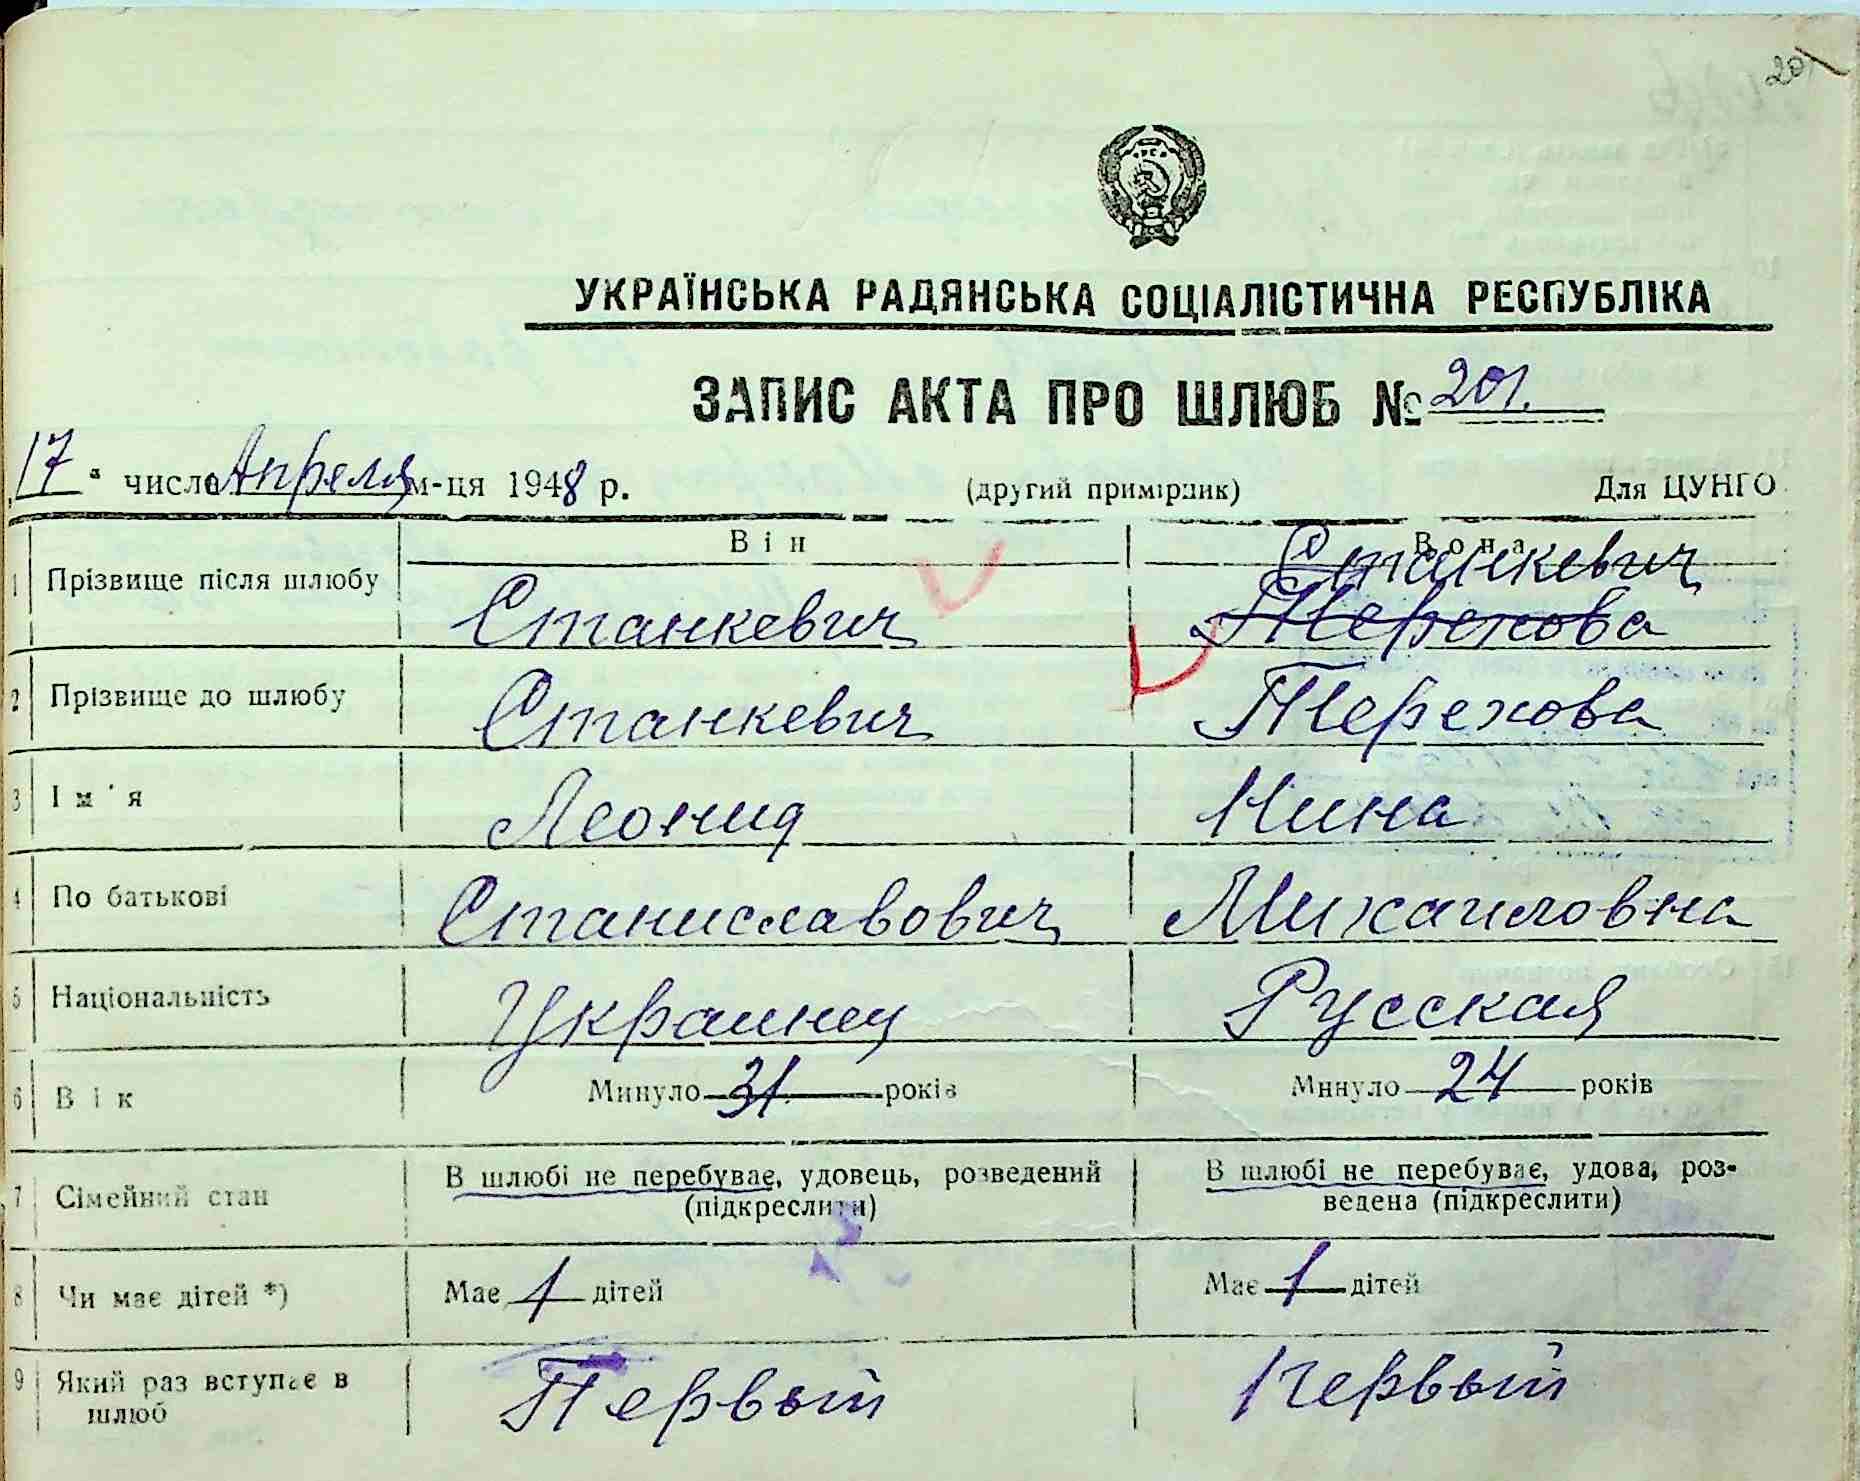 201
УКРАЇНСЬКА РАДЯНСЬКА СОЦІАЛІСТИЧНА РЕСПУБЛІКА
ЗАПИС АКТА ПРО ШЛЮБ № 201.
„17" число Апреля м-ця 1948 р. (другий примірник) Для ЦУНГО
Він Вона
Станкевич
1 Прізвище після шлюбу Станкевич Терехова
2 Прізвище до шлюбу Станкевич Терехова
3 Ім'я Леонид Нина
4 По батькові Станиславович Михаиловна
5 Національність Украинец Русская
6 Вік Минуло 31 років Минуло 24 років
7 Сімейний стан В шлюбі не перебуває, удовець, розведений В шлюбі не перебуває, удова, роз-
(підкреслити) ведена (підкреслити)
8 Чи має дітей *) Має 1 дітей Має 1 дітей
9 Який раз вступає в Первый Первый
шлюб